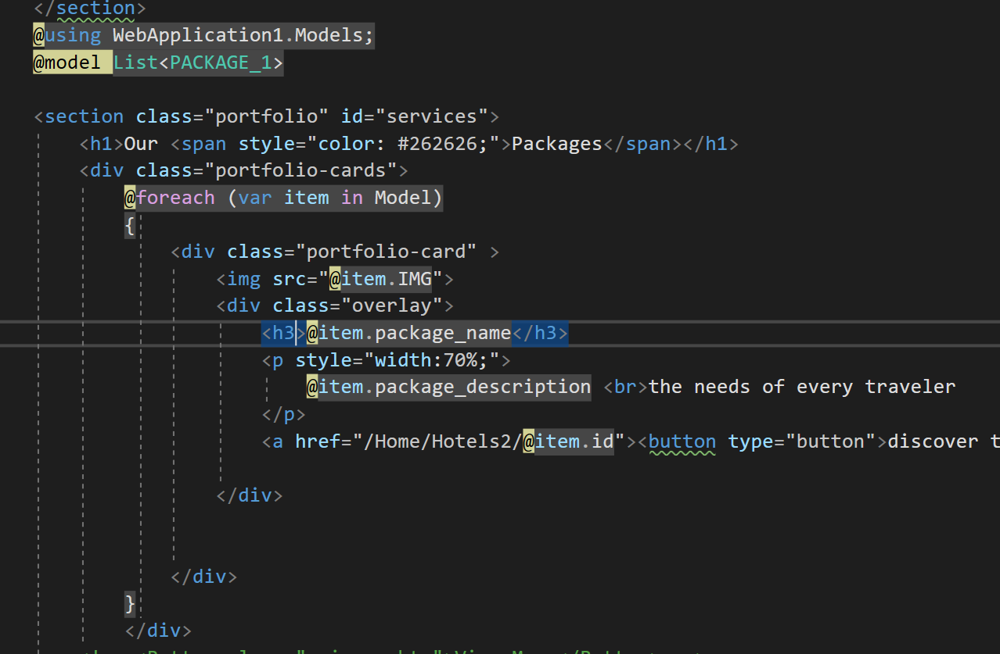 </section>
@using WebApplication1.Models;
@model List<PACKAGE_1>
<section class="portfolio" id="services">
<h1>Our <span style="color: #262626;">Packages</span></h1>
<div class="portfolio-cards">
@foreach (var item in Model)
{
<div class="portfolio-card" >
<img src="@item.IMG">
<div class="overlay">
<h3>@item.package_name</h3>
<p style="width:70%;">
@item.package_description <br>the needs of every traveler
</p>
<a href="/Home/Hotels2/@item.id"><button type="button">discover t
</div>
</div>
}
</div>